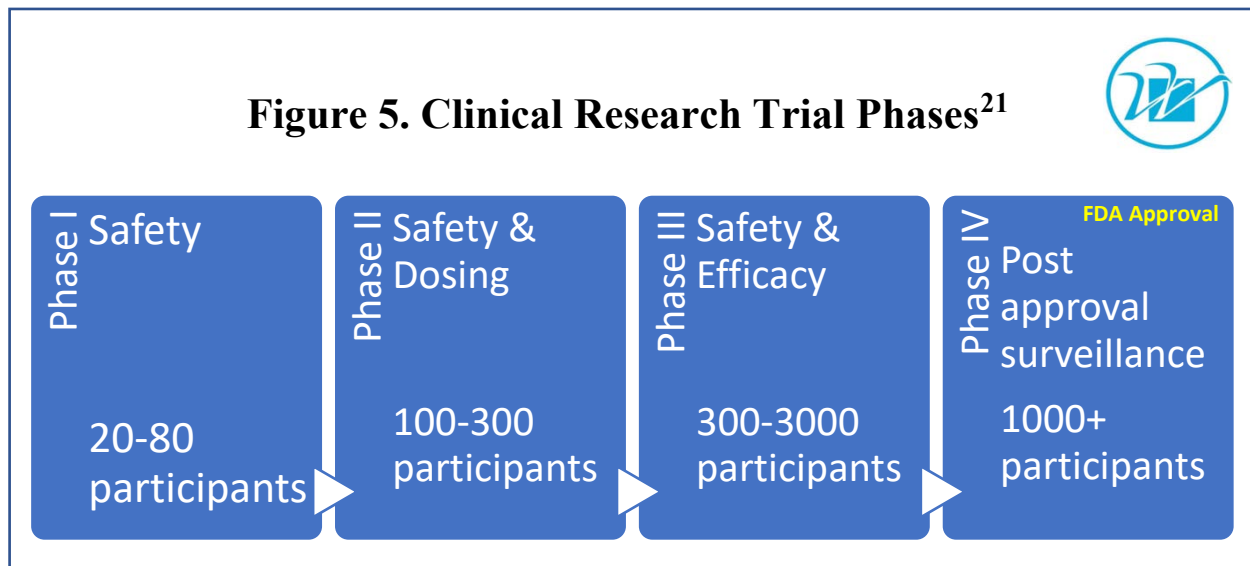 Figure 5. Clinical Research Trial Phases21
Phase I
Safety
20-80
participants
Phase II
Safety &
Dosing
100-300
participants
Phase III
Safety &
Efficacy
300-3000
participants
Phase IV
FDA Approval
Post
approval
surveillance
1000+
participants